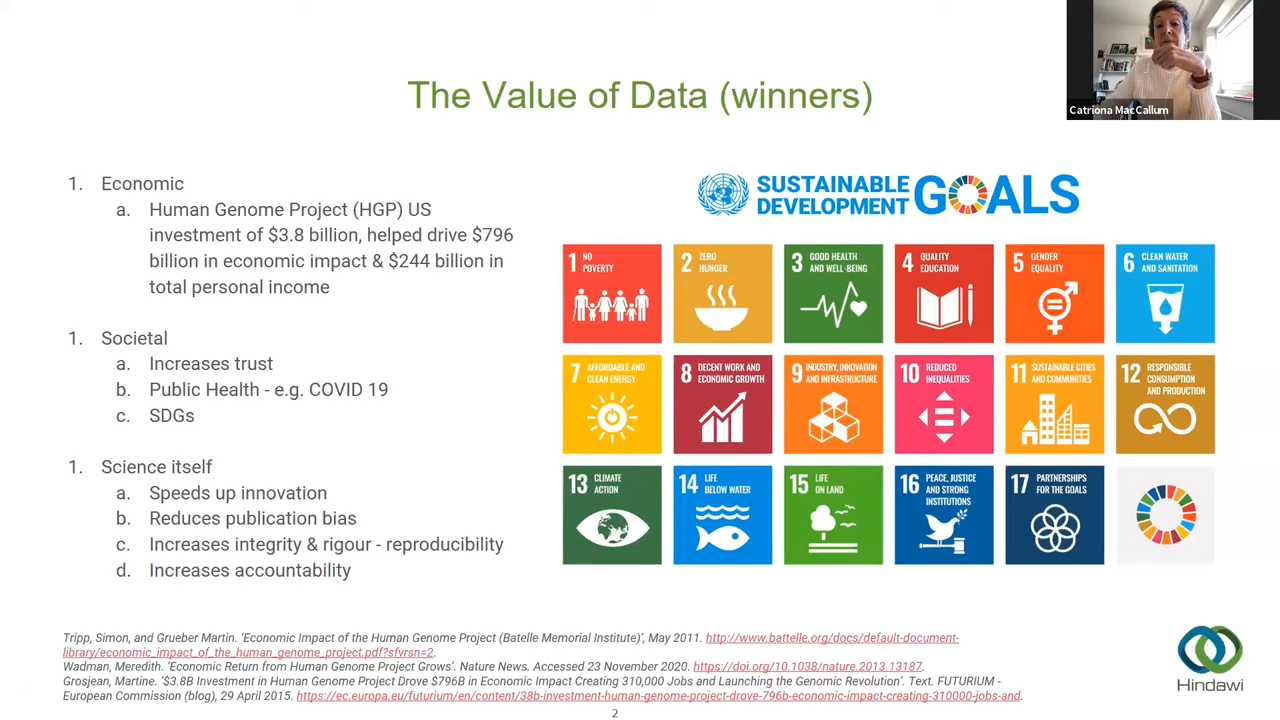 Catriona MacCallum
The Value of Data (winners)
1. Economic
a. Human Genome Project (HGP) US
investment of $3.8 billion, helped drive $796
billion in economic impact & $244 billion in
total personal income
1. Societal
a. Increases trust
b. Public Health - e.g. COVID 19
c. SDGs
1. Science itself
a. Speeds up innovation
b. Reduces publication bias
c. Increases integrity & rigour - reproducibility
d. Increases accountability
SUSTAINABLE
DEVELOPMENT
GOALS
1 NO
POVERTY
2 ZERO
HUNGER
3 GOOD HEALTH
AND WELL-BEING
4 QUALITY
EDUCATION
5 GENDER
EQUALITY
6 CLEAN WATER
AND SANITATION
7 AFFORDABLE AND
CLEAN ENERGY
8 DECENT WORK AND
ECONOMIC GROWTH
9 INDUSTRY, INNOVATION
AND INFRASTRUCTURE
10 REDUCED
INEQUALITIES
11 SUSTAINABLE CITIES
AND COMMUNITIES
12 RESPONSIBLE
CONSUMPTION
AND PRODUCTION
13 CLIMATE
ACTION
14 LIFE
BELOW WATER
15 LIFE
ON LAND
16 PEACE, JUSTICE
AND STRONG
INSTITUTIONS
17 PARTNERSHIPS
FOR THE GOALS
Tripp, Simon, and Grueber Martin. 'Economic Impact of the Human Genome Project (Batelle Memorial Institute)', May 2011. http://www.battelle.org/docs/default-document-
library/economic_impact_of_the_human_genome_project.pdf?sfvrsn=2.
Wadman, Meredith. 'Economic Return from Human Genome Project Grows'. Nature News. Accessed 23 November 2020. https://doi.org/10.1038/nature.2013.13187.
Grosjean, Martine. '$3.8B Investment in Human Genome Project Drove $796B in Economic Impact Creating 310,000 Jobs and Launching the Genomic Revolution'. Text. FUTURIUM -
European Commission (blog), 29 April 2015. https://ec.europa.eu/futurium/en/content/38b-investment-human-genome-project-drove-796b-economic-impact-creating-310000-jobs-and.
Hindawi
2